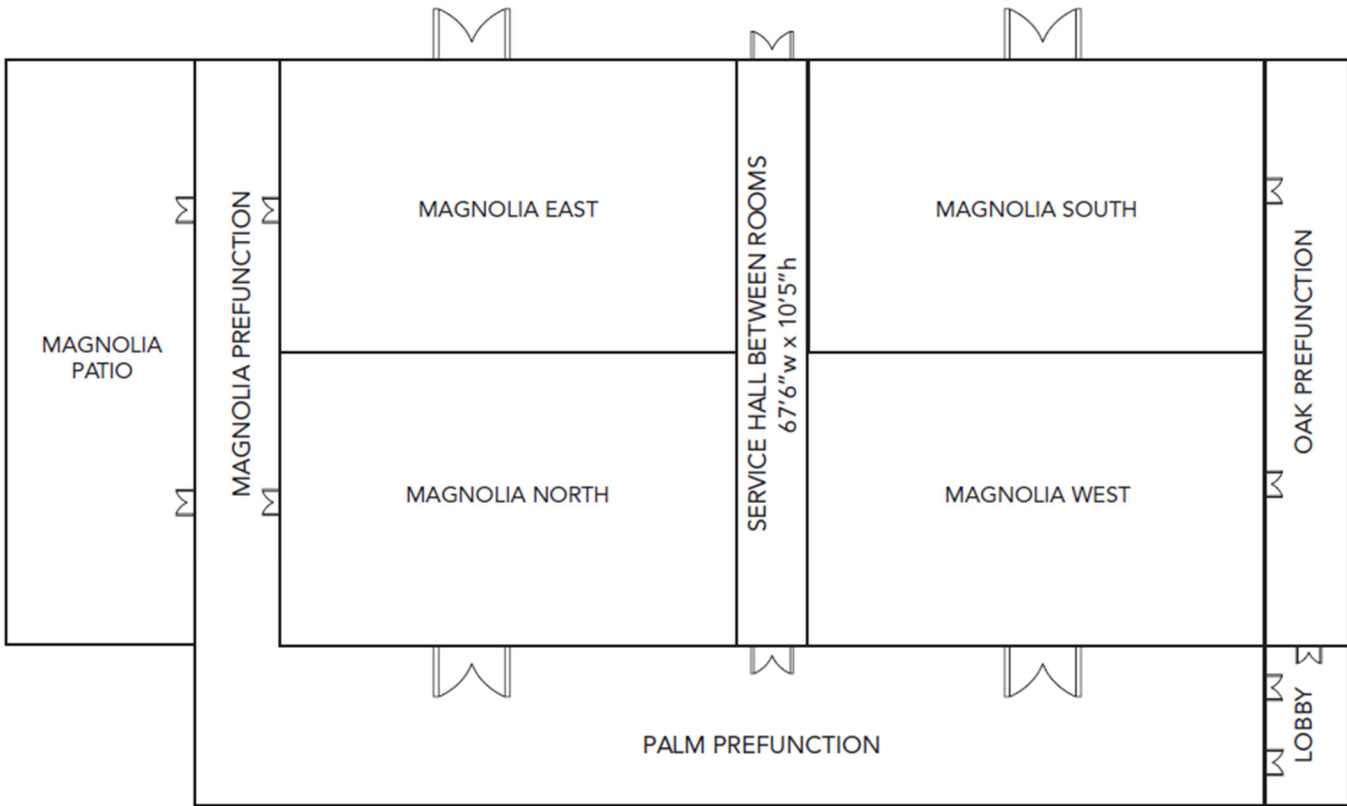 MAGNOLIA
PATIO
MAGNOLIA PREFUNCTION
MAGNOLIA EAST
MAGNOLIA NORTH
SERVICE HALL BETWEEN ROOMS
67'6"w x 10'5"h
MAGNOLIA SOUTH
MAGNOLIA WEST
OAK PREFUNCTION
PALM PREFUNCTION
LOBBY